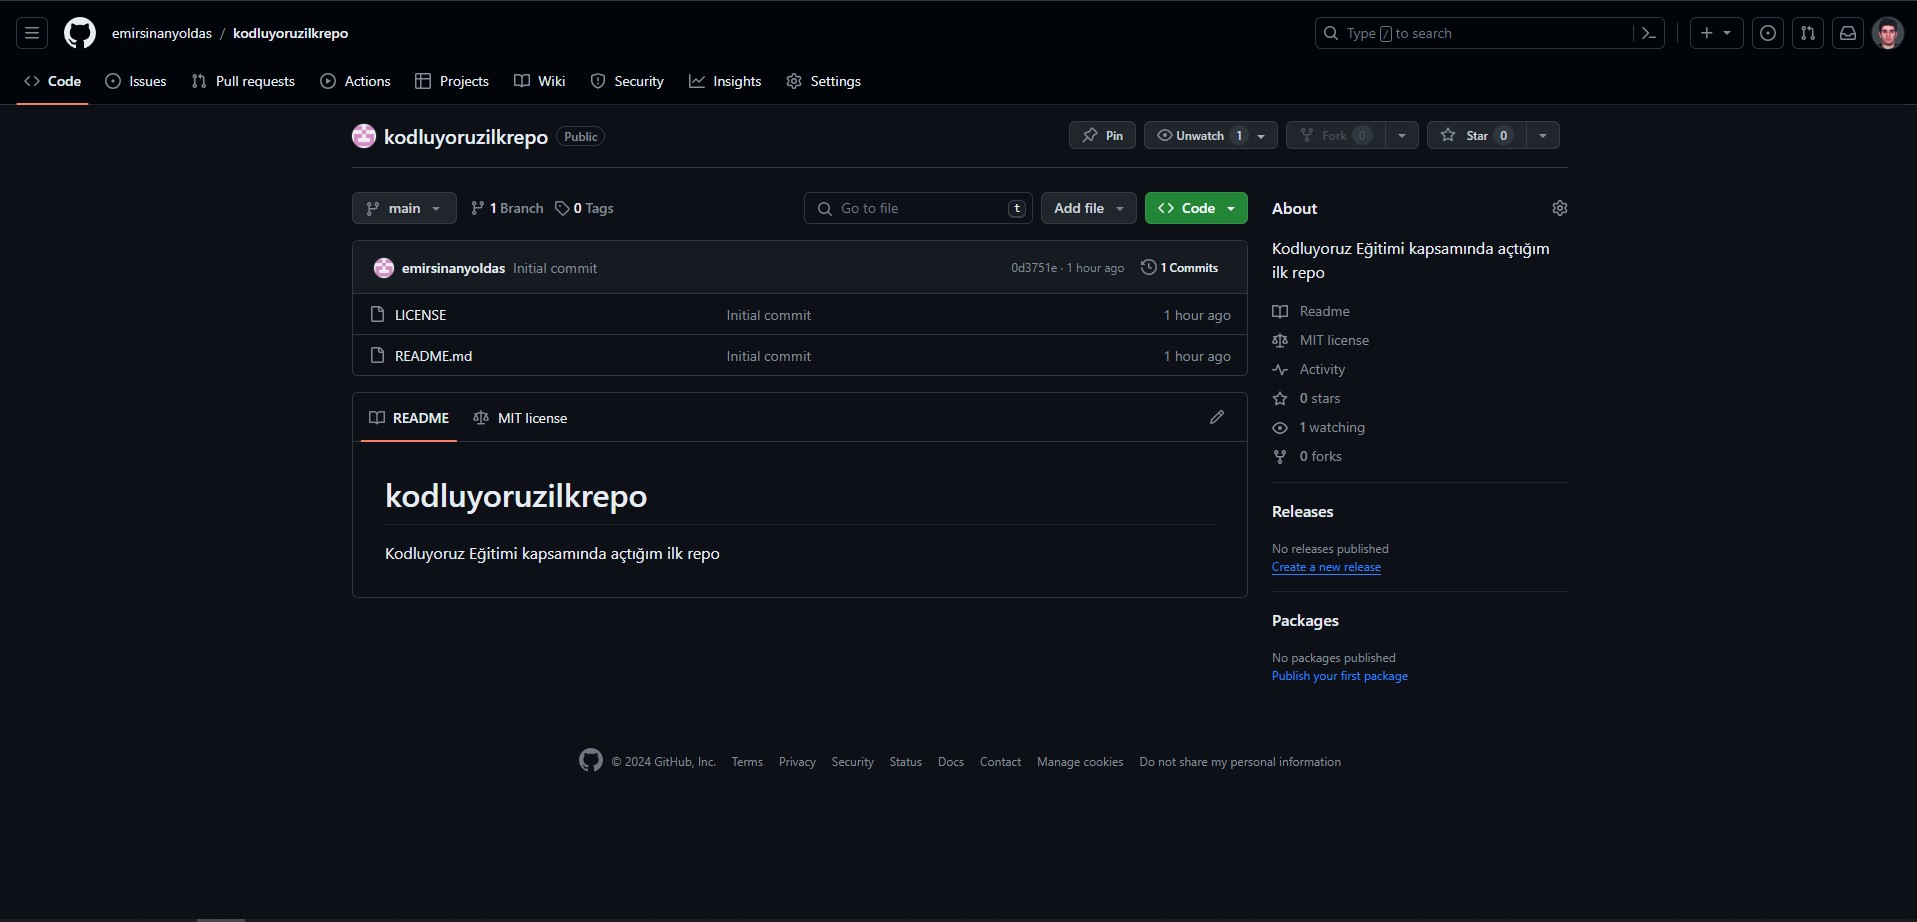 emirsinanyoldas / kodluyoruzilkrepo
Type / to search
Code Issues Pull requests Actions Projects Wiki Security Insights Settings
kodluyoruzilkrepo Public
Pin Unwatch 1 Fork 0 Star 0
main 1 Branch 0 Tags Go to file t Add file Code
emirsinanyoldas Initial commit 0d3751e · 1 hour ago 1 Commits
LICENSE Initial commit 1 hour ago
README.md Initial commit 1 hour ago
README MIT license
kodluyoruzilkrepo
Kodluyoruz Eğitimi kapsamında açtığım ilk repo
About
Kodluyoruz Eğitimi kapsamında açtığım
ilk repo
Readme
MIT license
Activity
0 stars
1 watching
0 forks
Releases
No releases published
Create a new release
Packages
No packages published
Publish your first package
© 2024 GitHub, Inc. Terms Privacy Security Status Docs Contact Manage cookies Do not share my personal information